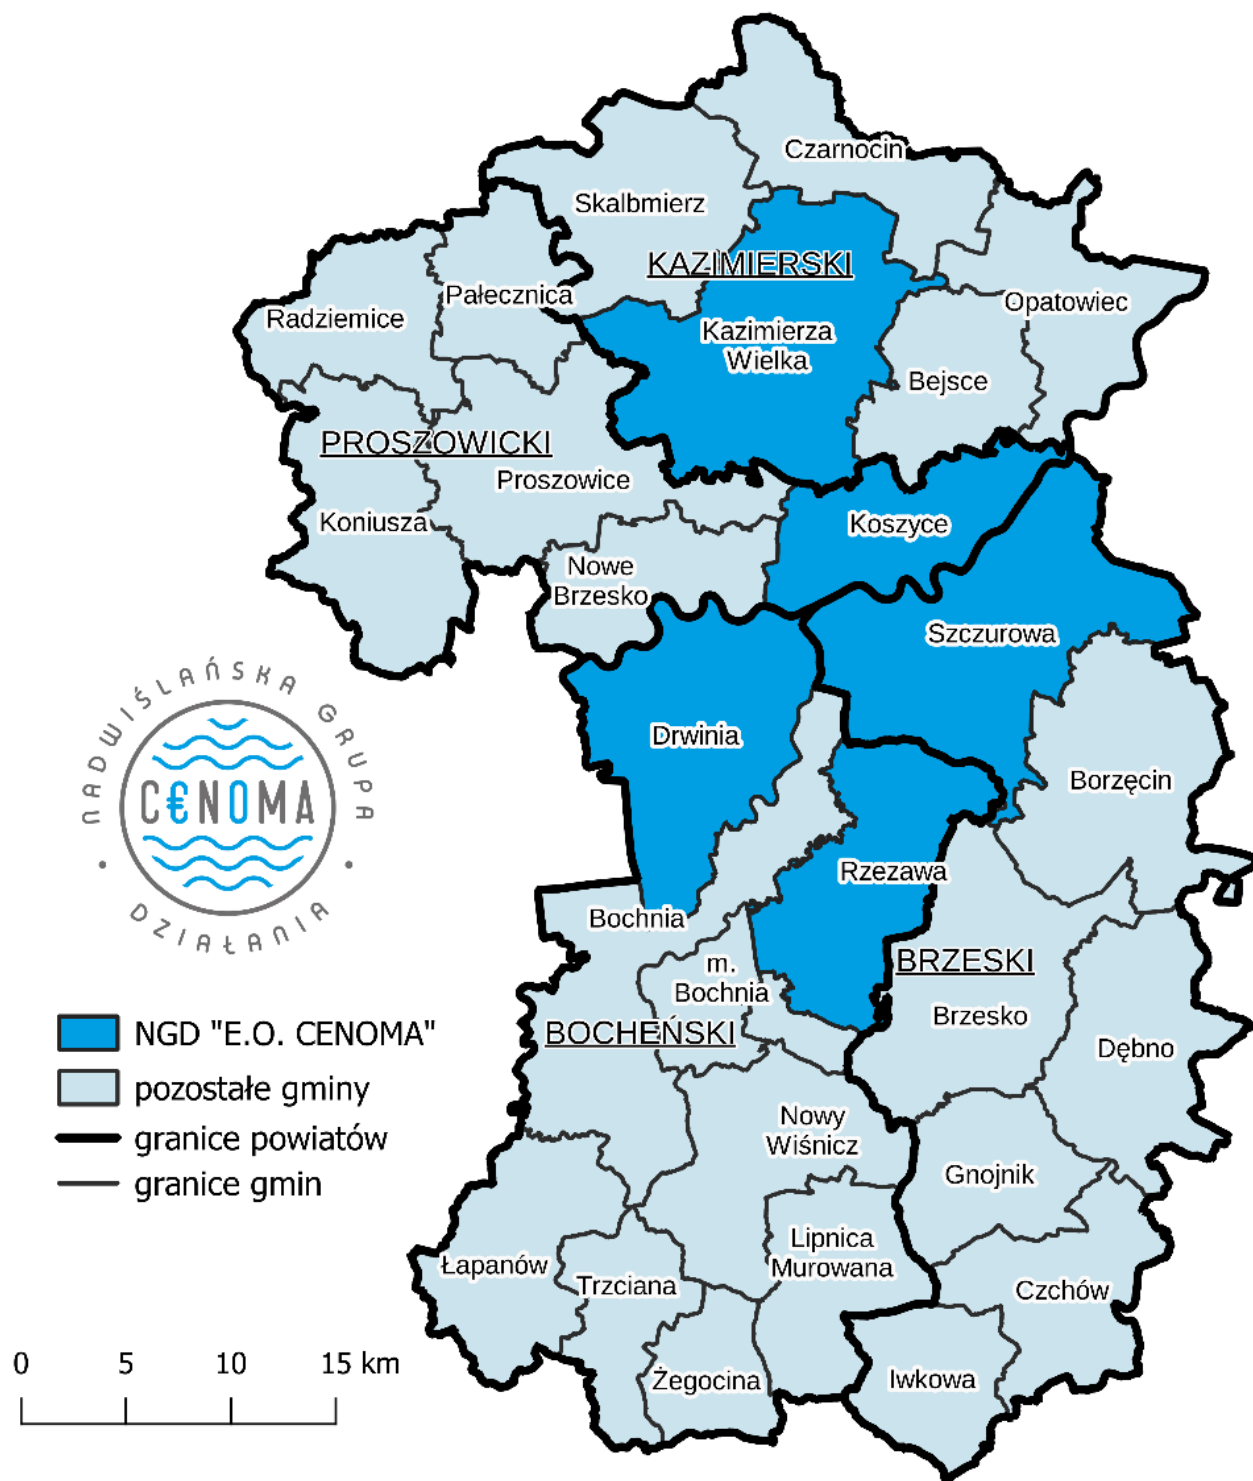 Czarnocin
Skalbmierz
KAZIMIERSKI
Pałecznica
Opatowiec
Radziemice
Kazimierza
Wielka
Bejsce
PROSZOWICKI
Proszowice
Koniusza
Koszyce
Nowe
Brzesko
Szczurowa
NADWIŚLAŃSKA GRUPA
DZIAŁANIA
C€NOMA
Drwinia
Borzęcin
Rzezawa
Bochnia
m.
Bochnia
BRZESKI
Brzesko
BOCHEŃSKI
Dębno
Nowy
Wiśnicz
Gnojnik
Lipnica
Murowana
Łapanów
Trzciana
Czchów
Żegocina
Iwkowa
NGD "E.O. CENOMA"
pozostałe gminy
granice powiatów
granice gmin
0 5 10 15 km